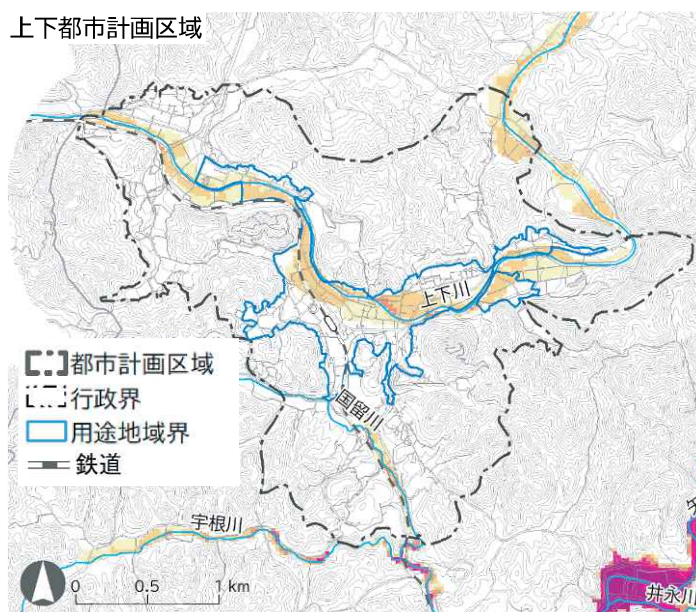 上下都市計画区域
上下川
都市計画区域
行政界
用途地域界
鉄道
国留川
宇根川
0 0.5 1 km
井永川